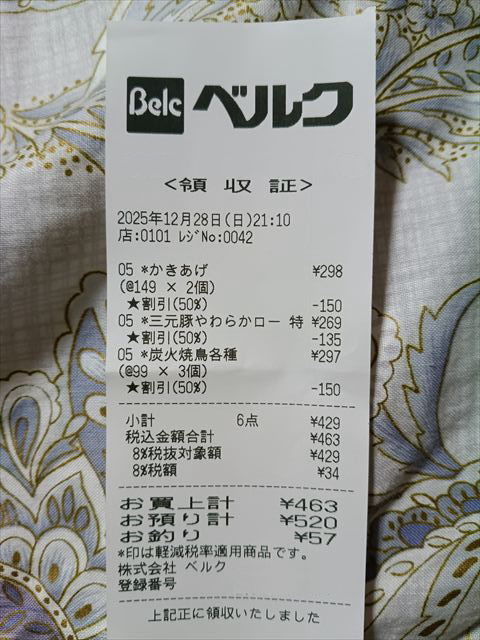 Belc ベルク
<領収証>
2025年12月28日(日)21:10
店:0101 ﾚｼﾞNo:0042
05 *かきあげ ¥298
(@149 × 2個)
★割引(50%) -150
05 *三元豚やわらかロー 特 ¥269
★割引(50%) -135
05 *炭火焼鳥各種 ¥297
(@99 × 3個)
★割引(50%) -150
小計 6点 ¥429
税込金額合計 ¥463
8%税抜対象額 ¥429
8%税額 ¥34
お買上計 ¥463
お預り計 ¥520
お釣り ¥57
*印は軽減税率適用商品です。
株式会社 ベルク
登録番号
上記正に領収いたしました